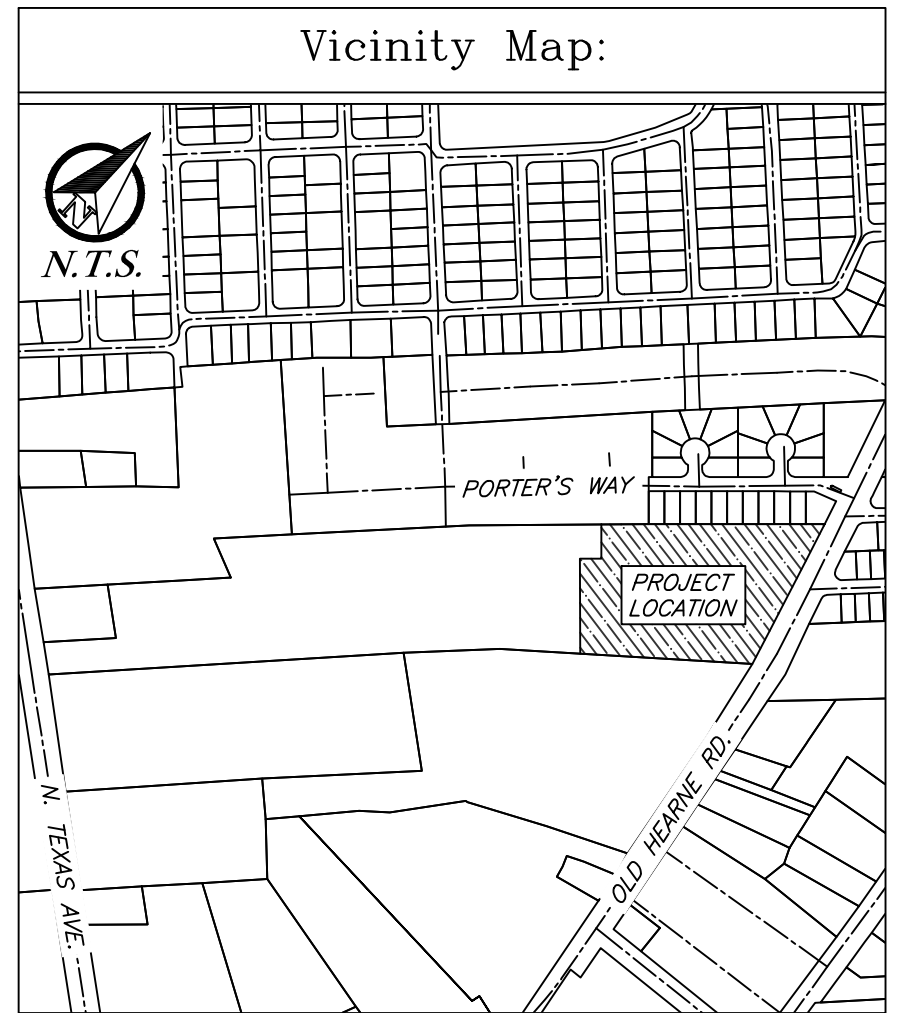 Vicinity Map:
N
N.T.S.
PORTER'S WAY
PROJECT
LOCATION
OLD HEARNE RD.
N. TEXAS AVE.